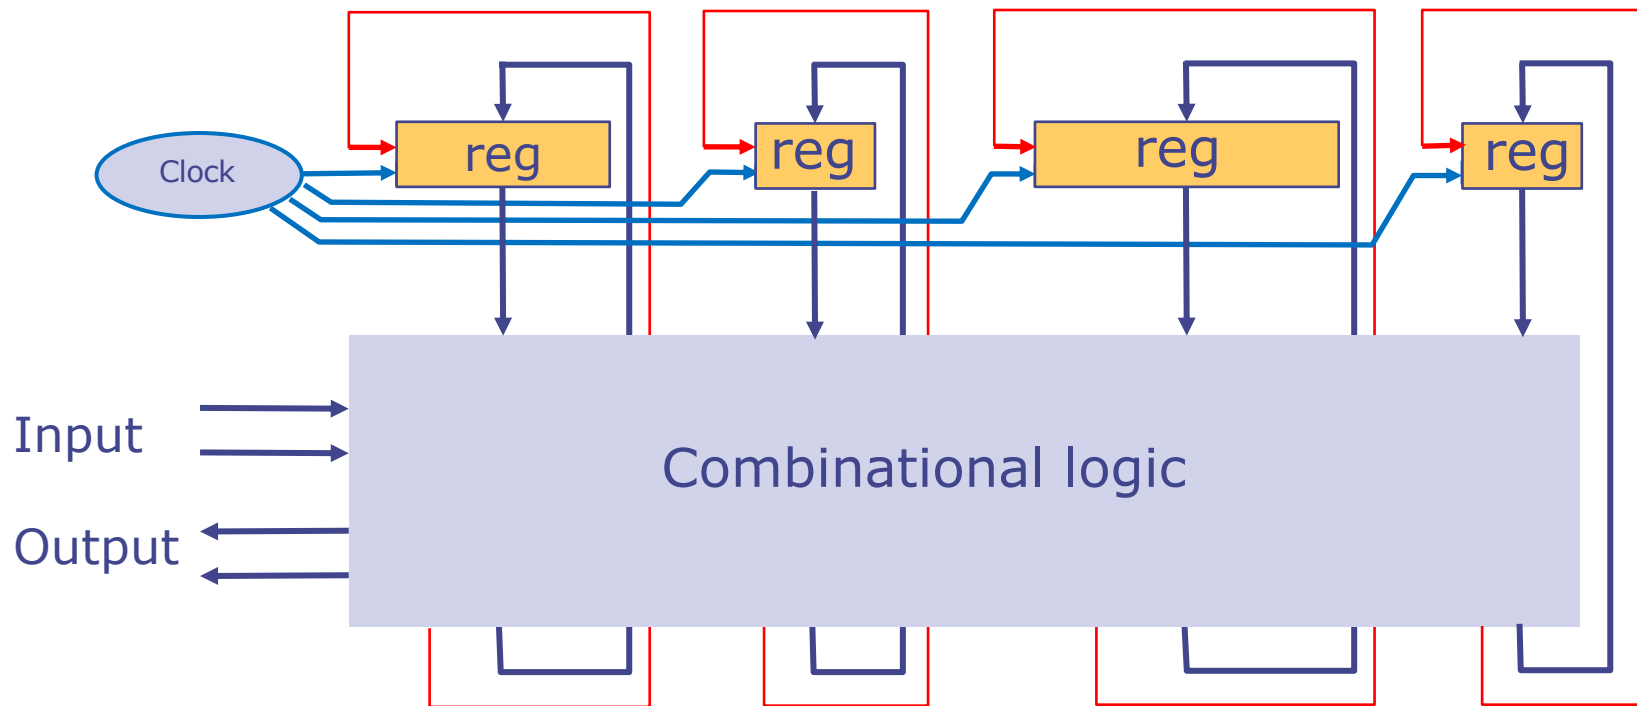 Clock
reg
reg
reg
reg
Input
Combinational logic
Output